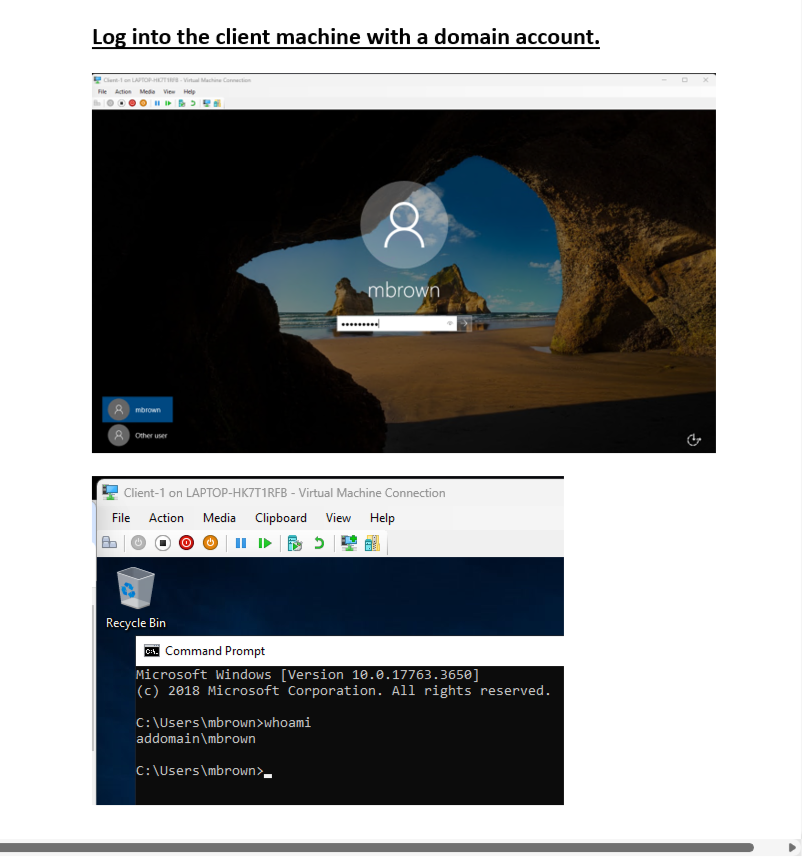 Log into the client machine with a domain account.
Client-1 on LAPTOP-HK7T1RFB - Virtual Machine Connection
File Action Media View Help
mbrown
mbrown
Other user
Client-1 on LAPTOP-HK7T1RFB - Virtual Machine Connection
File Action Media Clipboard View Help
Recycle Bin
C:\. Command Prompt
Microsoft Windows [Version 10.0.17763.3650]
(c) 2018 Microsoft Corporation. All rights reserved.
C:\Users\mbrown>whoami
addomain\mbrown
C:\Users\mbrown>